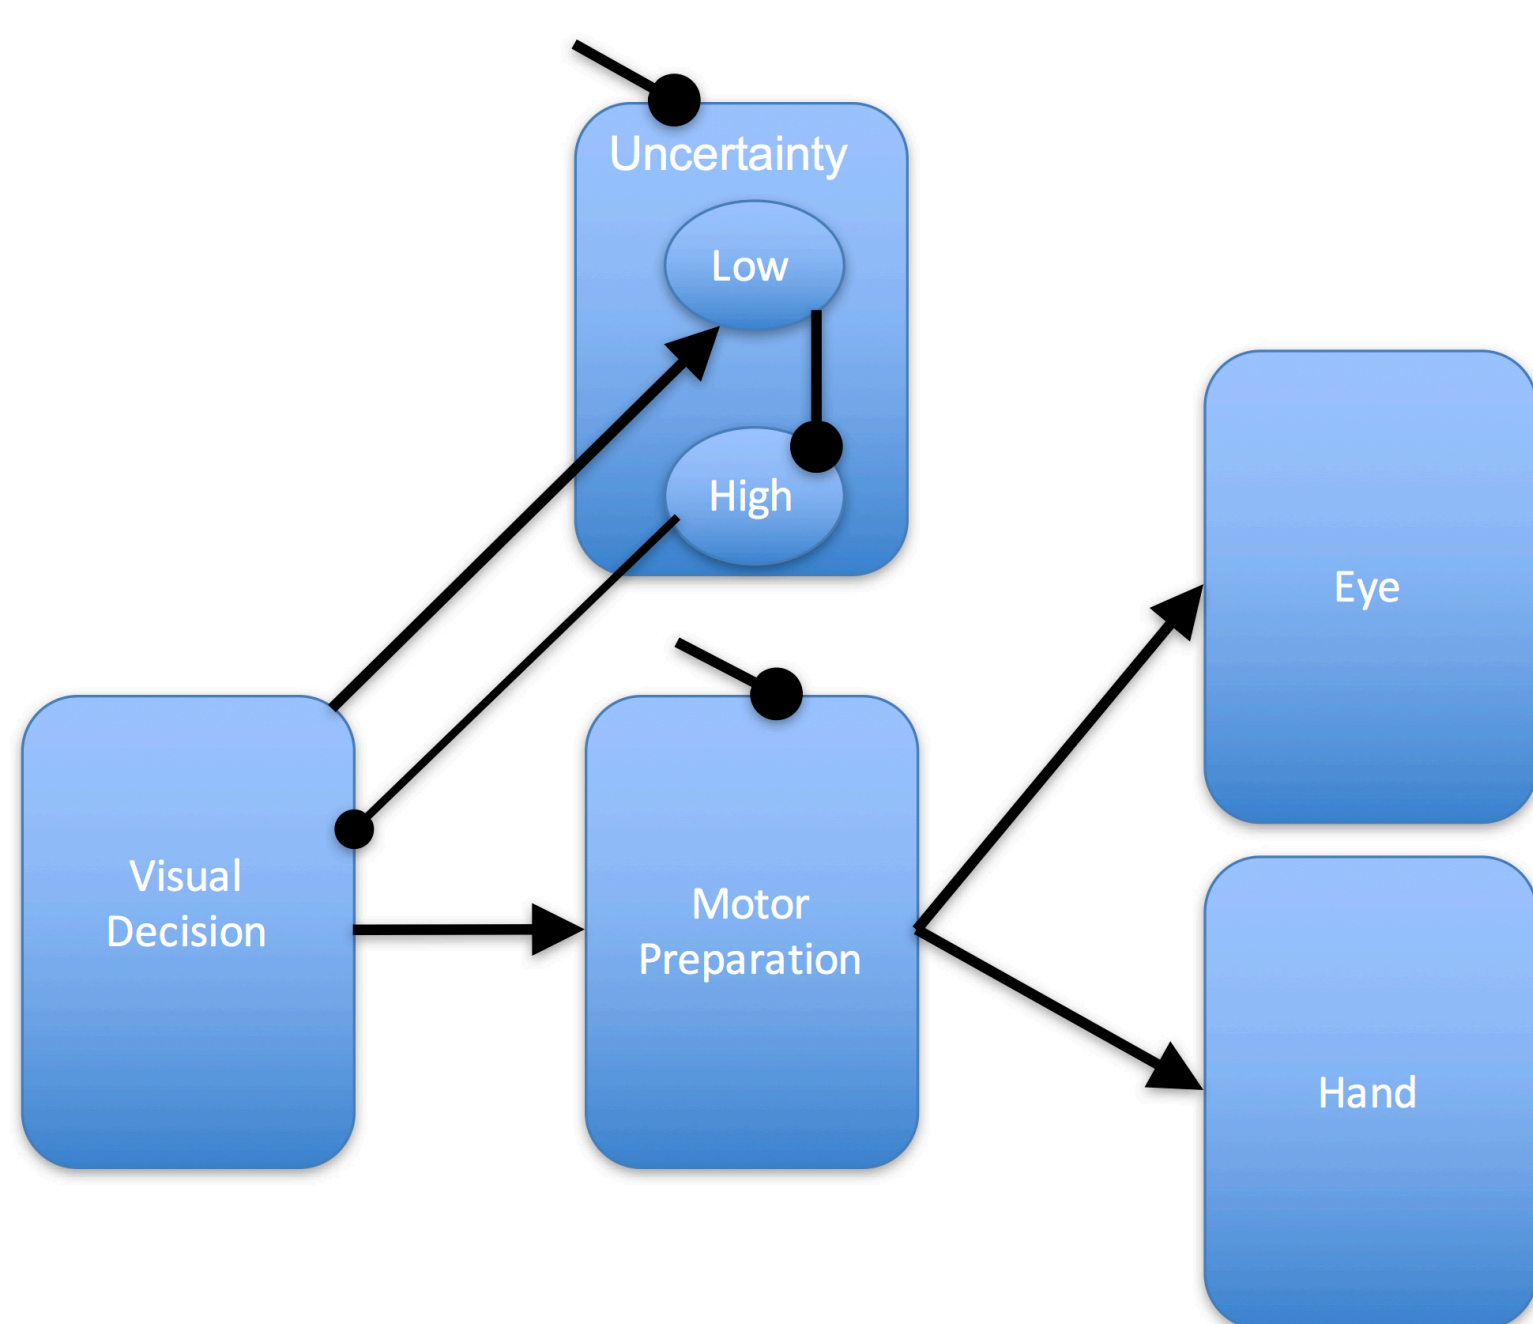 Uncertainty
Low
High
Eye
Visual
Decision
Motor
Preparation
Hand